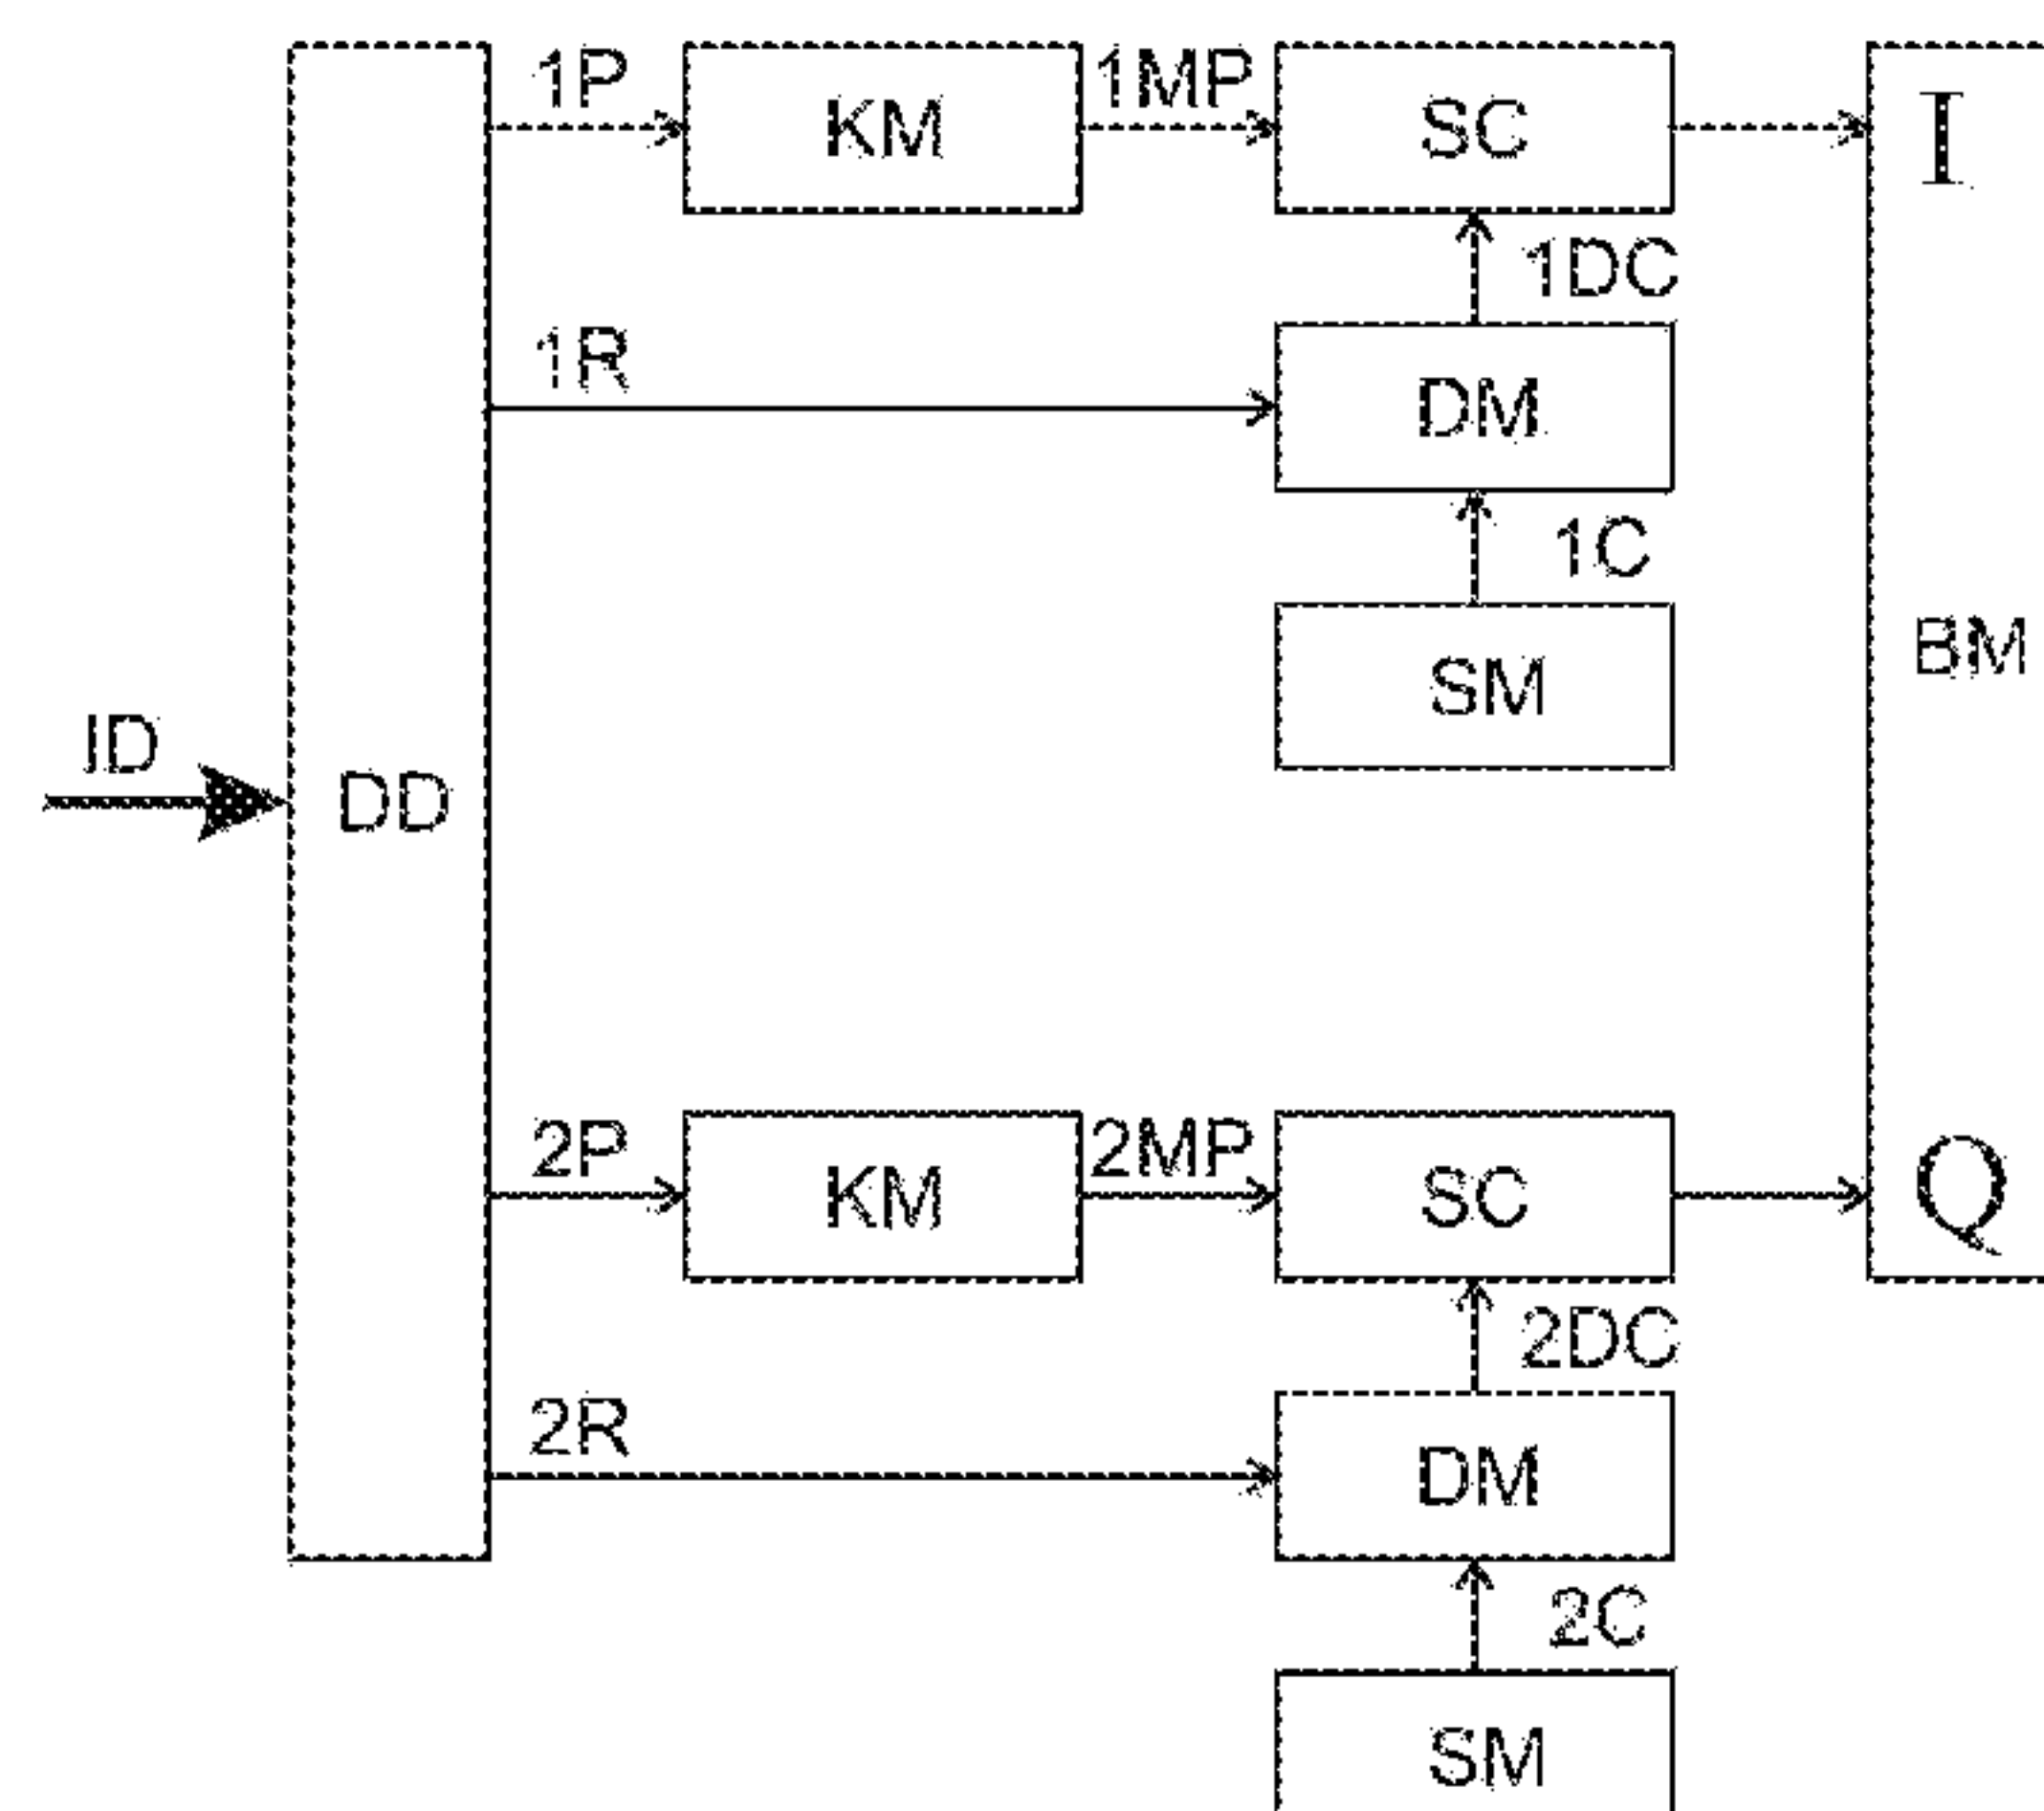 1P KM 1MP SC I
1DC
1R DM
1C
BM
SM
ID
DD
2P KM 2MP SC Q
2DC
2R DM
2C
SM